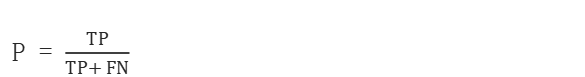 P = TP / TP+ FN